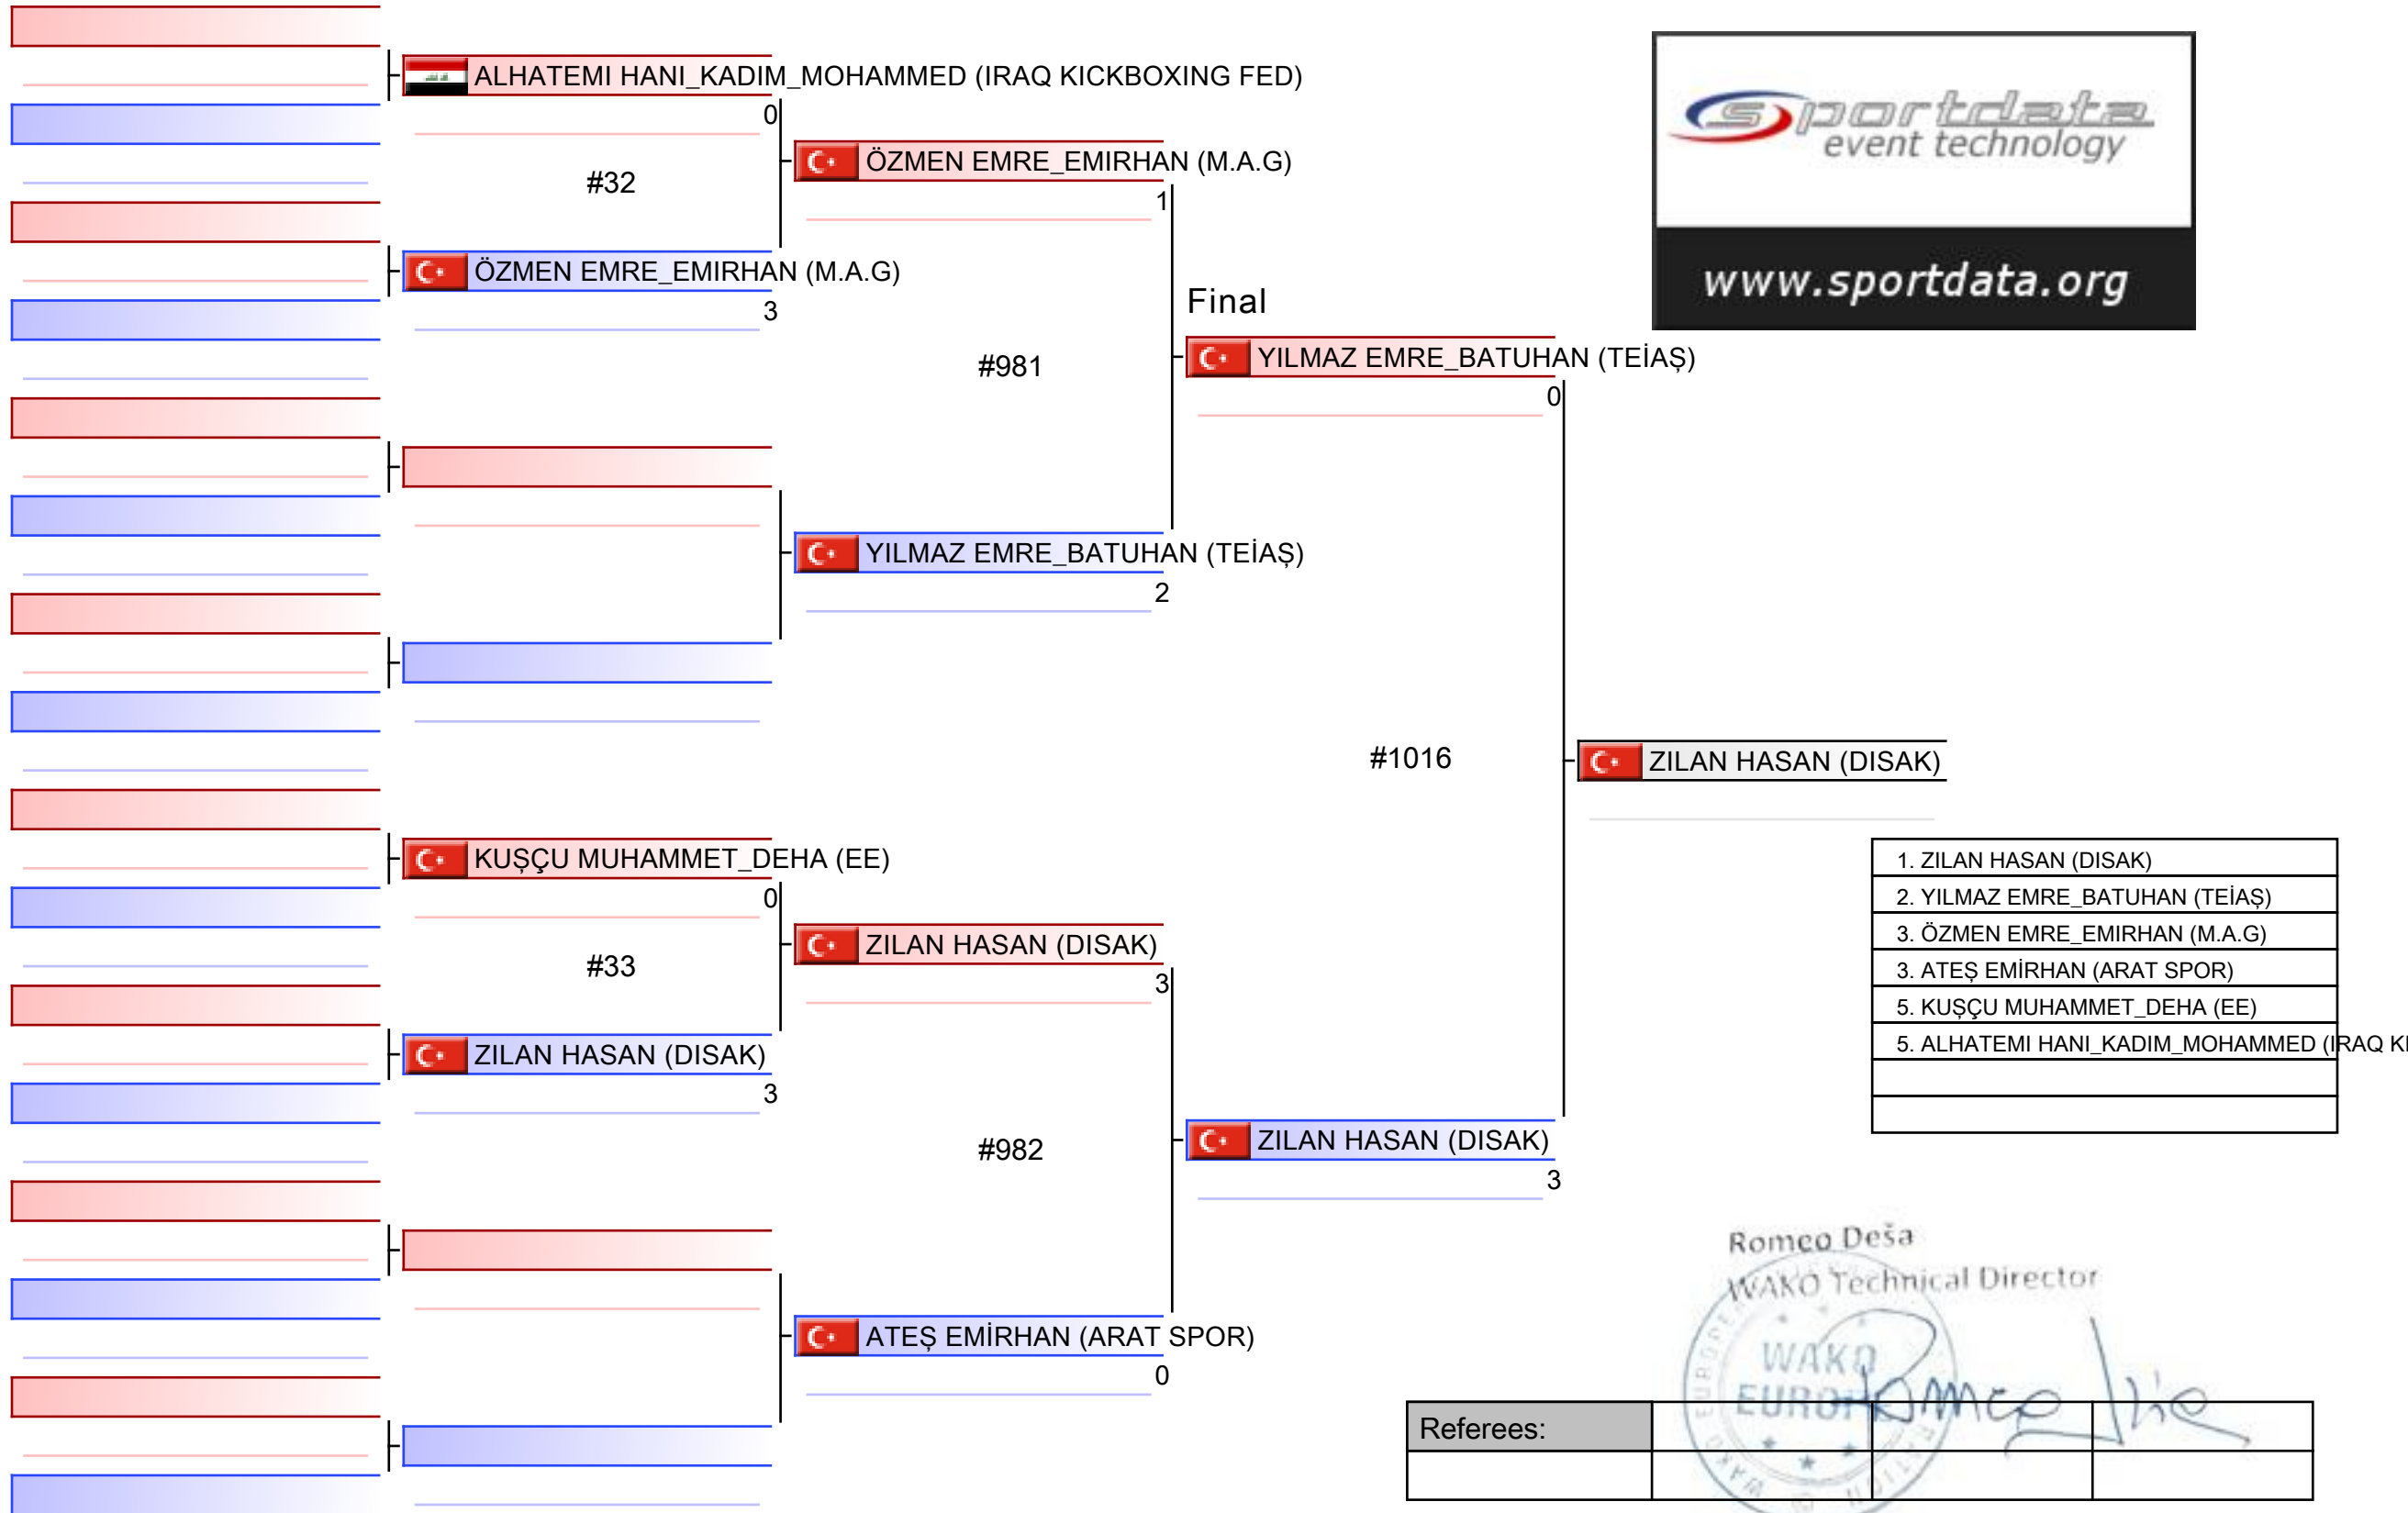 ALHATEMI HANI_KADIM_MOHAMMED (IRAQ KICKBOXING FED)
0
#32
ÖZMEN EMRE_EMIRHAN (M.A.G)
3
ÖZMEN EMRE_EMIRHAN (M.A.G)
1
#981
YILMAZ EMRE_BATUHAN (TEİAŞ)
2
KUŞÇU MUHAMMET_DEHA (EE)
0
#33
ZILAN HASAN (DISAK)
3
ZILAN HASAN (DISAK)
3
#982
ATEŞ EMİRHAN (ARAT SPOR)
0
Final
YILMAZ EMRE_BATUHAN (TEİAŞ)
0
#1016
ZILAN HASAN (DISAK)
3
ZILAN HASAN (DISAK)
sportdata
event technology
www.sportdata.org
1. ZILAN HASAN (DISAK)
2. YILMAZ EMRE_BATUHAN (TEİAŞ)
3. ÖZMEN EMRE_EMIRHAN (M.A.G)
3. ATEŞ EMİRHAN (ARAT SPOR)
5. KUŞÇU MUHAMMET_DEHA (EE)
5. ALHATEMI HANI_KADIM_MOHAMMED (IRAQ KI
Romeo Deša
WAKO Technical Director
WAKO
EUROPE
Referees: